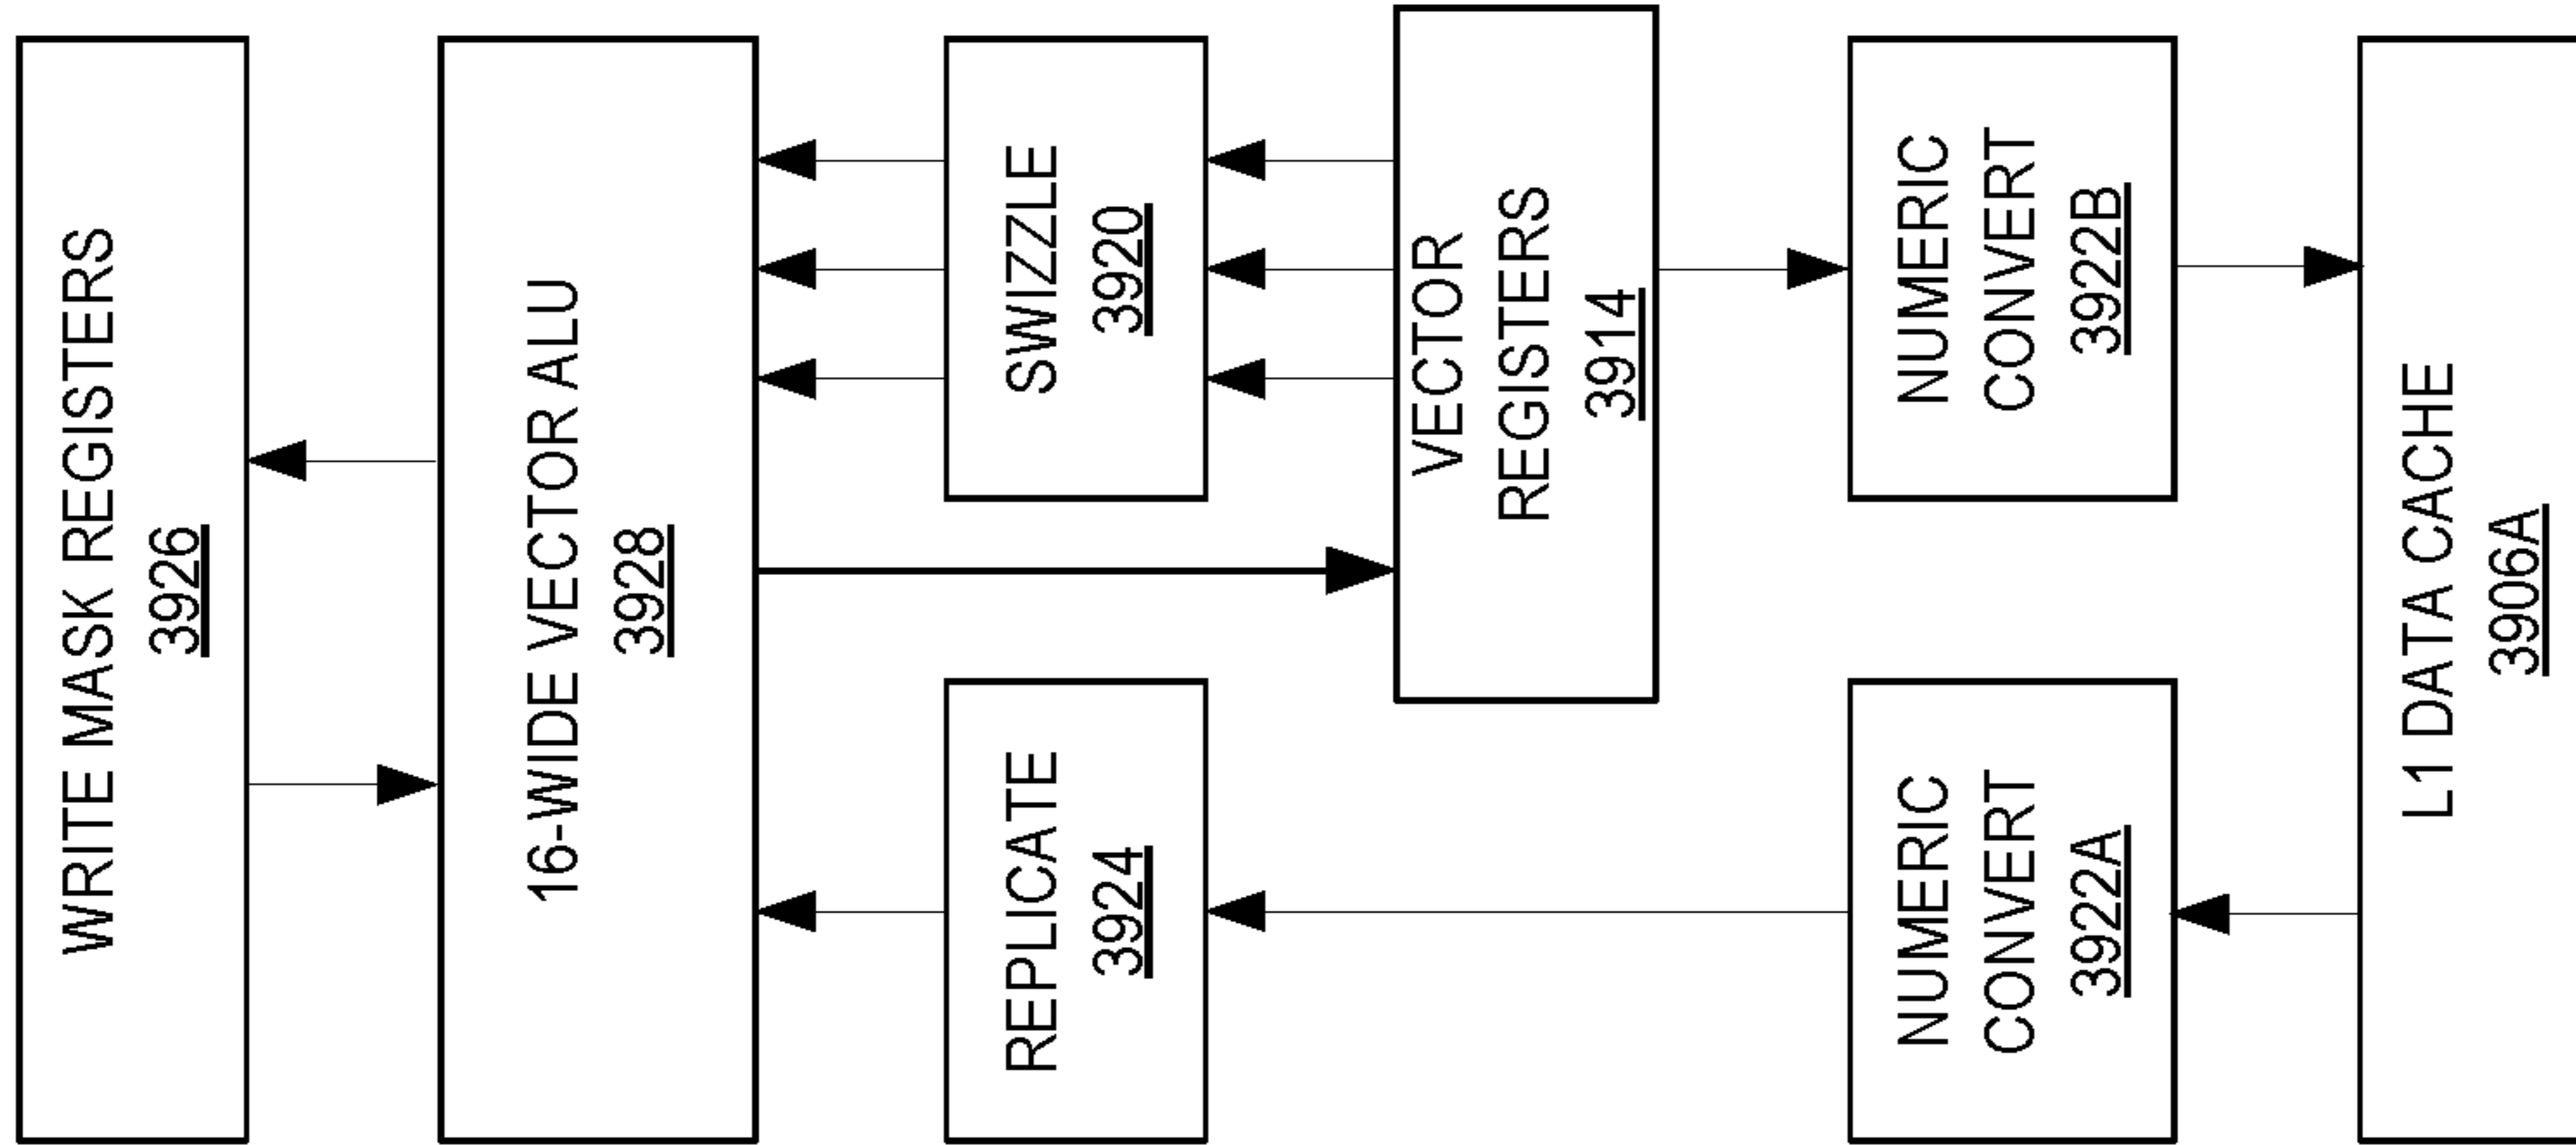 WRITE MASK REGISTERS
3926
16-WIDE VECTOR ALU
3928
REPLICATE
3924
SWIZZLE
3920
VECTOR
REGISTERS
3914
NUMERIC
CONVERT
3922A
NUMERIC
CONVERT
3922B
L1 DATA CACHE
3906A